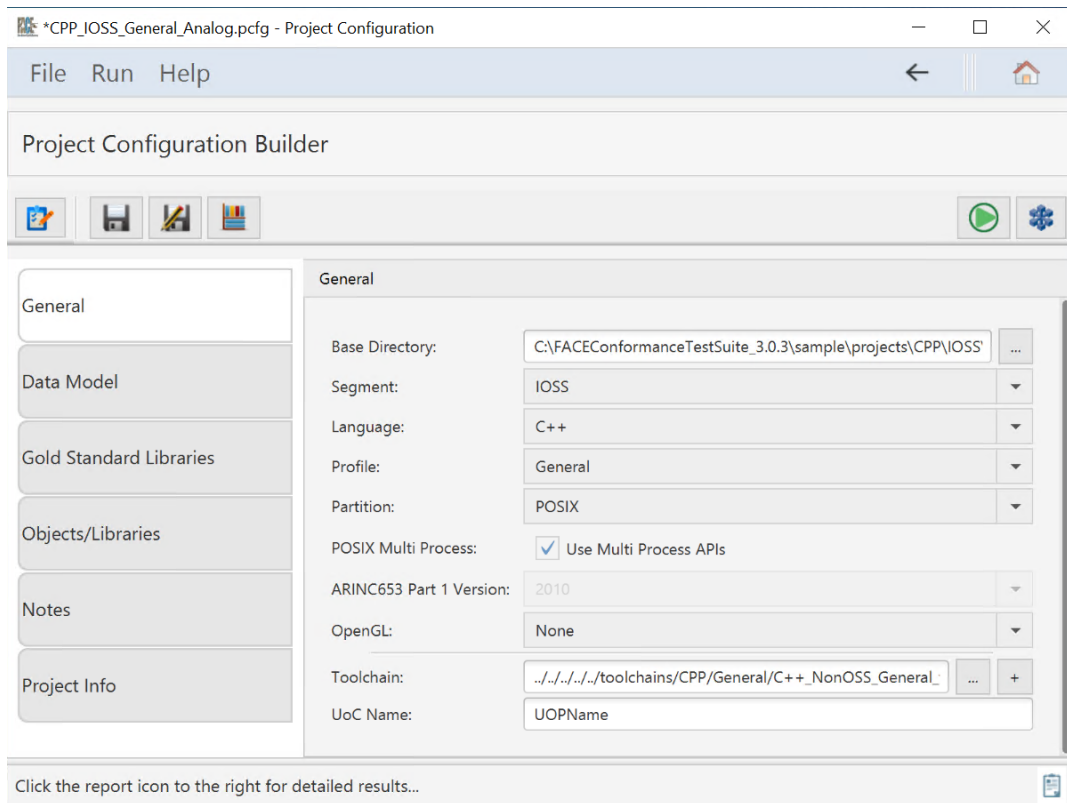 *CPP_IOSS_General_Analog.pcfg - Project Configuration
File Run Help
Project Configuration Builder
General
Data Model
Gold Standard Libraries
Objects/Libraries
Notes
Project Info
General
Base Directory: C:\FACEConformanceTestSuite_3.0.3\sample\projects\CPP\IOSS\ ...
Segment: IOSS
Language: C++
Profile: General
Partition: POSIX
POSIX Multi Process: Use Multi Process APIs
ARINC653 Part 1 Version: 2010
OpenGL: None
Toolchain: ../../../../../toolchains/CPP/General/C++_NonOSS_General_ ... +
UoC Name: UOPName
Click the report icon to the right for detailed results...